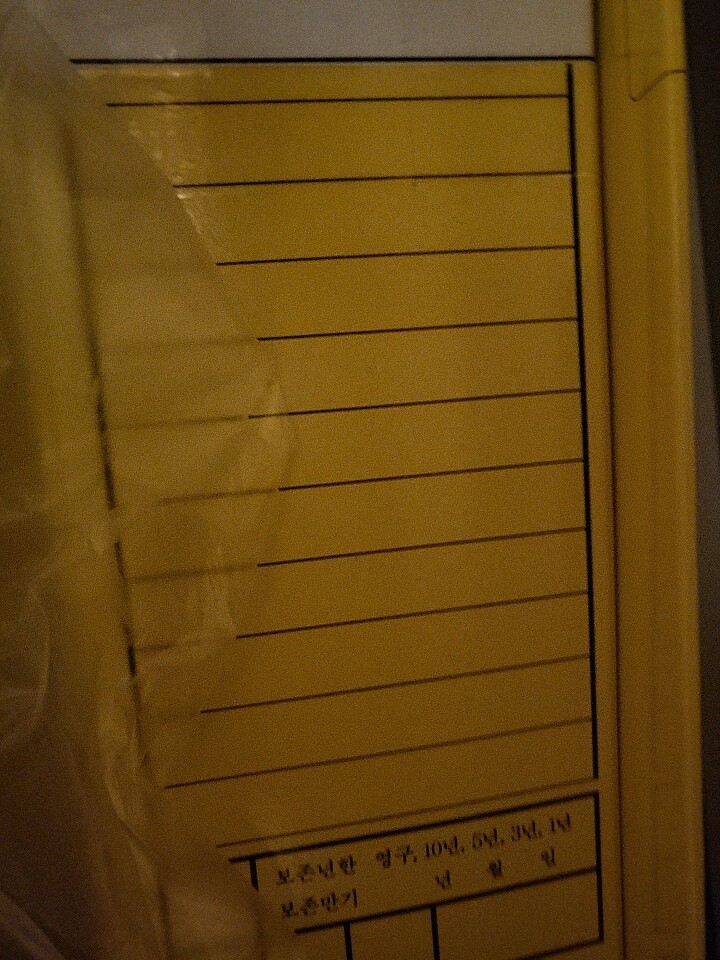 보존년한 영구, 10년, 5년, 3년, 1년
보존만기 년 월 일